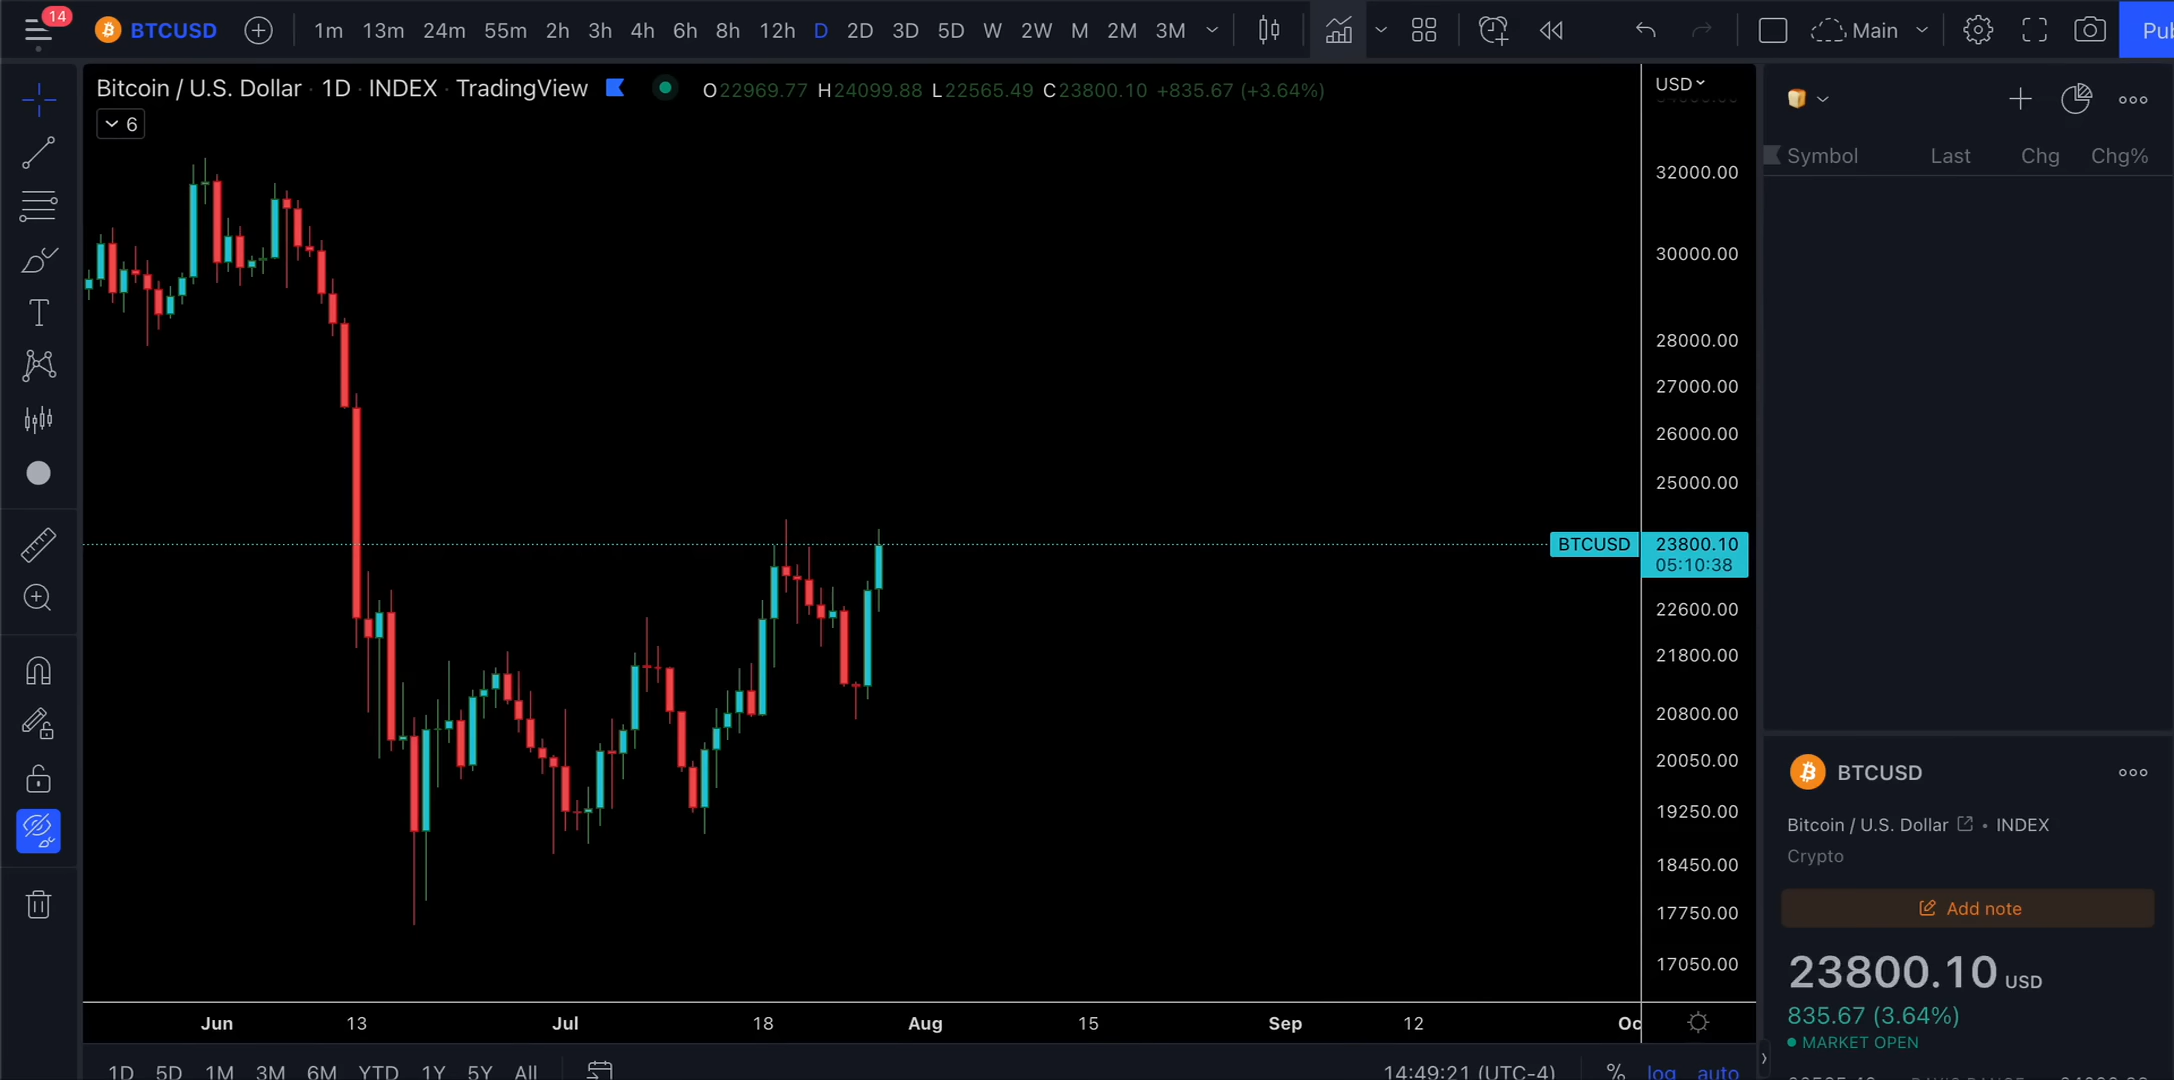 14
BTCUSD 1m 13m 24m 55m 2h 3h 4h 6h 8h 12h D 2D 3D 5D W 2W M 2M 3M Main Pub
Bitcoin / U.S. Dollar · 1D · INDEX · TradingView O22969.77 H24099.88 L22565.49 C23800.10 +835.67 (+3.64%)
6
USD
32000.00
30000.00
28000.00
27000.00
26000.00
25000.00
BTCUSD 23800.10
05:10:38
22600.00
21800.00
20800.00
20050.00
19250.00
18450.00
17750.00
17050.00
Jun 13 Jul 18 Aug 15 Sep 12 Oc
1D 5D 1M 3M 6M YTD 1Y 5Y All 14:49:21 (UTC-4) % log auto
Symbol Last Chg Chg%
BTCUSD
Bitcoin / U.S. Dollar • INDEX
Crypto
Add note
23800.10 USD
835.67 (3.64%)
MARKET OPEN